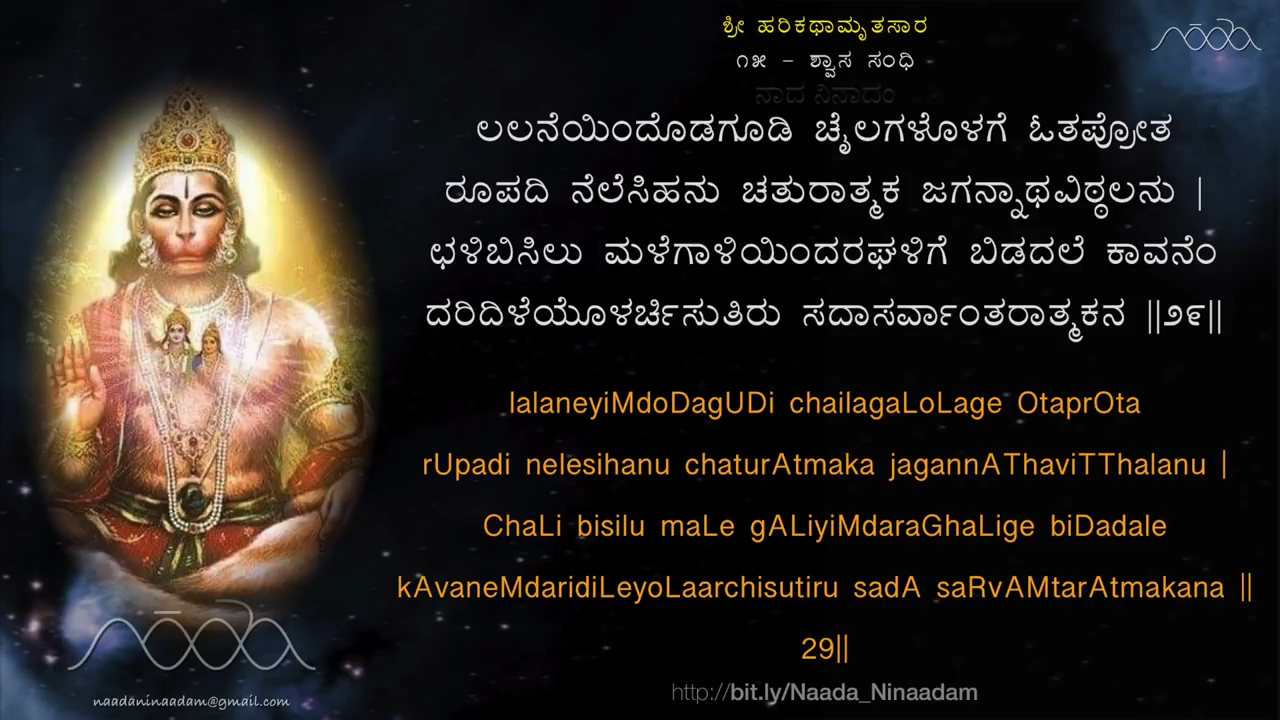 ಶ್ರೀ ಹರಿಕಥಾಮೃತಸಾರ
೧೫ - ಶ್ವಾಸ ಸಂಧಿ
ನಾದ ನಿನಾದಂ
ಲಲನೆಯಿಂದೊಡಗೂಡಿ ಚೈಲಗಳೊಳಗೆ ಓತಪ್ರೋತ
ರೂಪದಿ ನೆಲೆಸಿಹನು ಚತುರಾತ್ಮಕ ಜಗನ್ನಾಥವಿಠ್ಠಲನು |
ಛಳಿಬಿಸಿಲು ಮಳೆಗಾಳಿಯಿಂದರಘಳಿಗೆ ಬಿಡದಲೆ ಕಾವನೆಂ
ದರಿದಿಳೆಯೊಳರ್ಚಿಸುತಿರು ಸದಾಸರ್ವಾಂತರಾತ್ಮಕನ ||೨೯||
lalaneyiMdoDagUDi chailagaLoLage OtaprOta
rUpadi nelesihanu chaturAtmaka jagannAThaviTThalanu |
ChaLi bisilu maLe gALiyiMdaraGhaLige biDadale
kAvaneMdaridiLeyoLaarchisutiru sadA saRvAMtarAtmakana ||
29||
naadaninaadam@gmail.com
http://bit.ly/Naada_Ninaadam